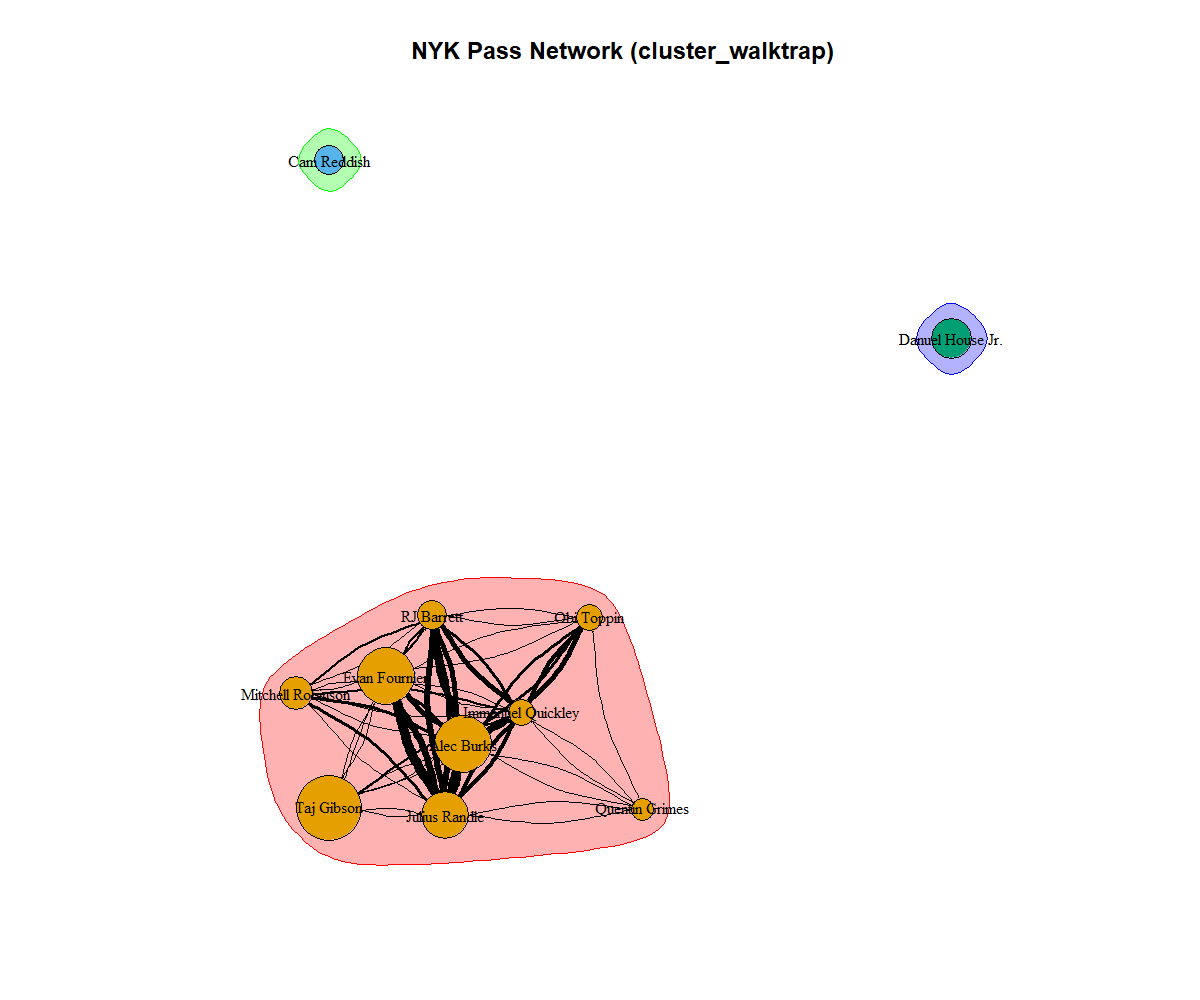 NYK Pass Network (cluster_walktrap)
Cam Reddish
Danuel House Jr.
RJ Barrett
Obi Toppin
Evan Fournier
Mitchell Robinson
Immanuel Quickley
Alec Burks
Taj Gibson
Julius Randle
Quentin Grimes